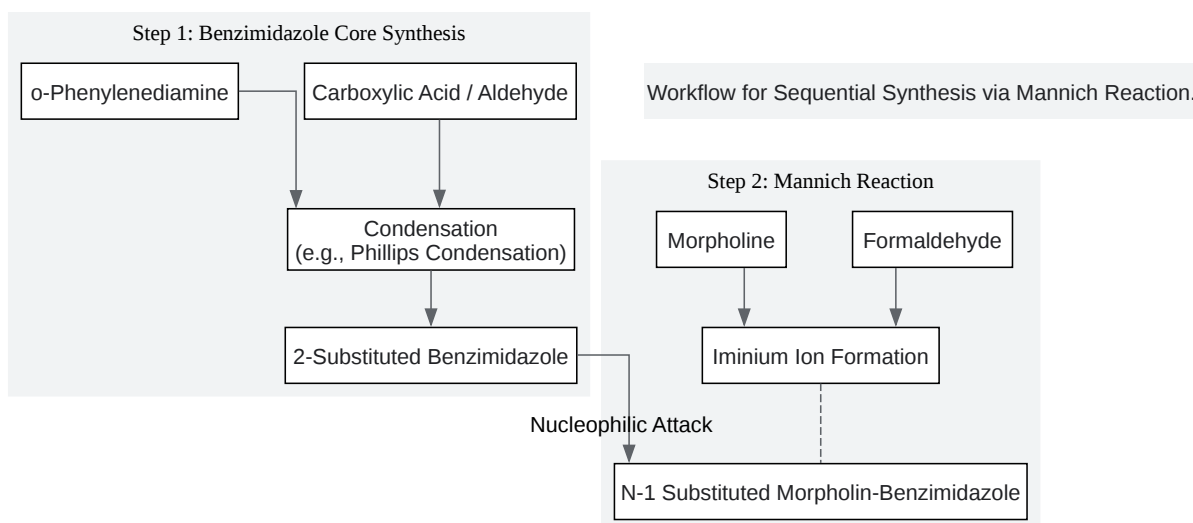 Step 1: Benzimidazole Core Synthesis
o-Phenylenediamine
Carboxylic Acid / Aldehyde
Condensation
(e.g., Phillips Condensation)
2-Substituted Benzimidazole
Workflow for Sequential Synthesis via Mannich Reaction.
Step 2: Mannich Reaction
Morpholine
Formaldehyde
Iminium Ion Formation
Nucleophilic Attack
N-1 Substituted Morpholin-Benzimidazole